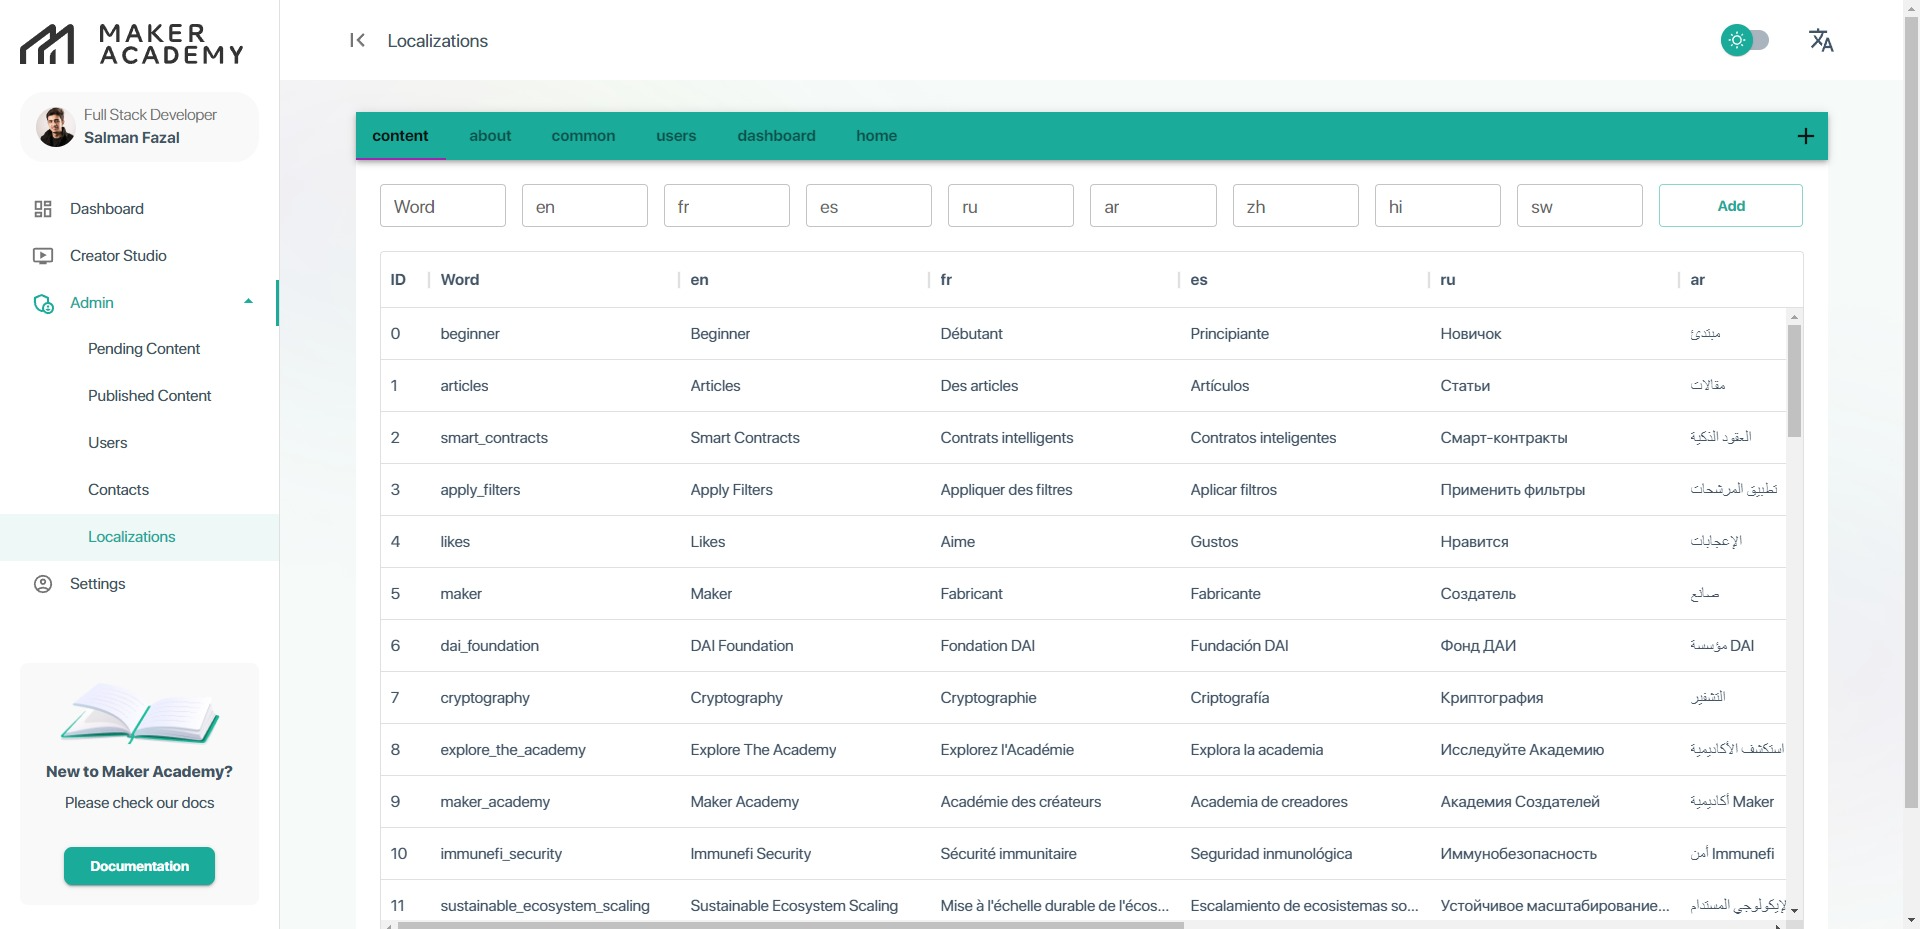 MAKER
ACADEMY
Localizations
Full Stack Developer
Salman Fazal
Dashboard
Creator Studio
Admin
Pending Content
Published Content
Users
Contacts
Localizations
Settings
New to Maker Academy?
Please check our docs
Documentation
content about common users dashboard home
Word en fr es ru ar zh hi sw Add
ID Word en fr es ru ar
0 beginner Beginner Débutant Principiante Новичок مبتدئ
1 articles Articles Des articles Artículos Статьи مقالات
2 smart_contracts Smart Contracts Contrats intelligents Contratos inteligentes Смарт-контракты العقود الذكية
3 apply_filters Apply Filters Appliquer des filtres Aplicar filtros Применить фильтры تطبيق المرشحات
4 likes Likes Aime Gustos Нравится الإعجابات
5 maker Maker Fabricant Fabricante Создатель صانع
6 dai_foundation DAI Foundation Fondation DAI Fundación DAI Фонд ДАИ مؤسسة DAI
7 cryptography Cryptography Cryptographie Criptografía Криптография التشفير
8 explore_the_academy Explore The Academy Explorez l'Académie Explora la academia Исследуйте Академию استكشف الأكاديمية
9 maker_academy Maker Academy Académie des créateurs Academia de creadores Академия Создателей أكاديمية Maker
10 immunefi_security Immunefi Security Sécurité immunitaire Seguridad inmunológica Иммунобезопасность أمن Immunefi
11 sustainable_ecosystem_scaling Sustainable Ecosystem Scaling Mise à l'échelle durable de l'écos... Escalamiento de ecosistemas so... Устойчивое масштабирование... لإيكولوجي المستدام